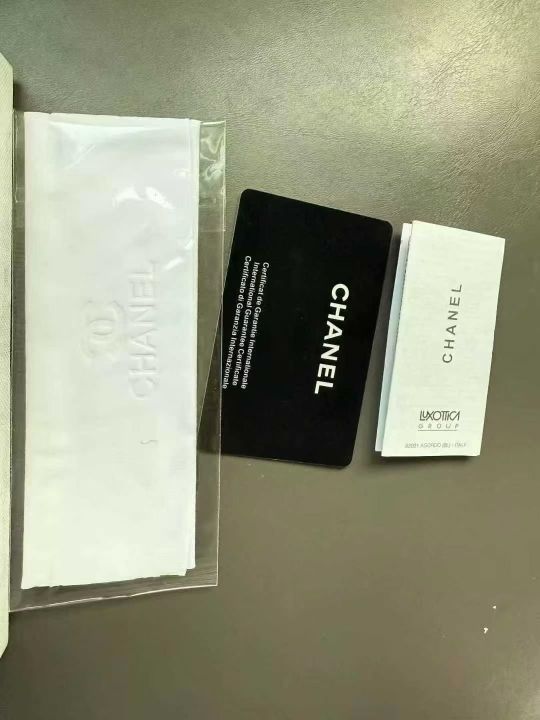 CHANEL
CHANEL
Certificat de Garantie Internationale
International Guarantee Certificate
Certificato di Garanzia Internazionale
CHANEL
LUXOTTICA
GROUP
32021 AGORDO (BL) - ITALY